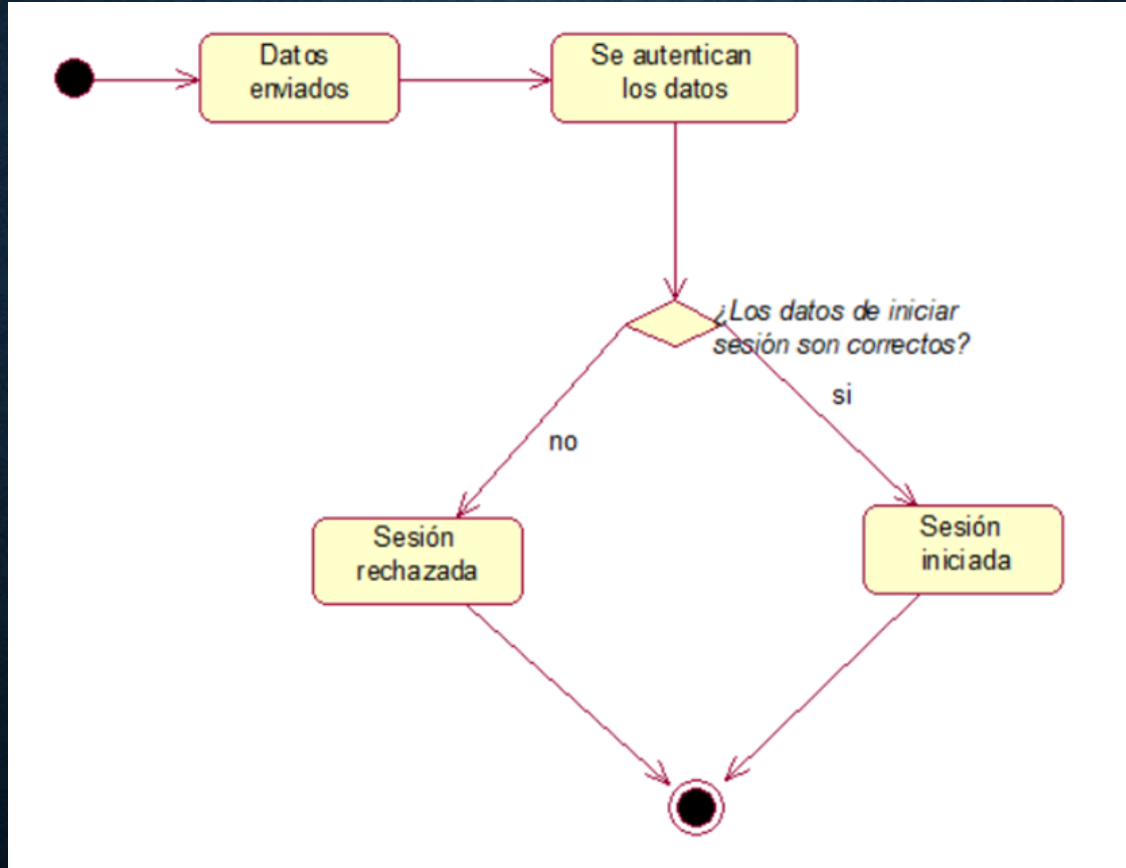 Datos
enviados
Se autentican
los datos
¿Los datos de iniciar
sesión son correctos?
si
no
Sesión
rechazada
Sesión
iniciada